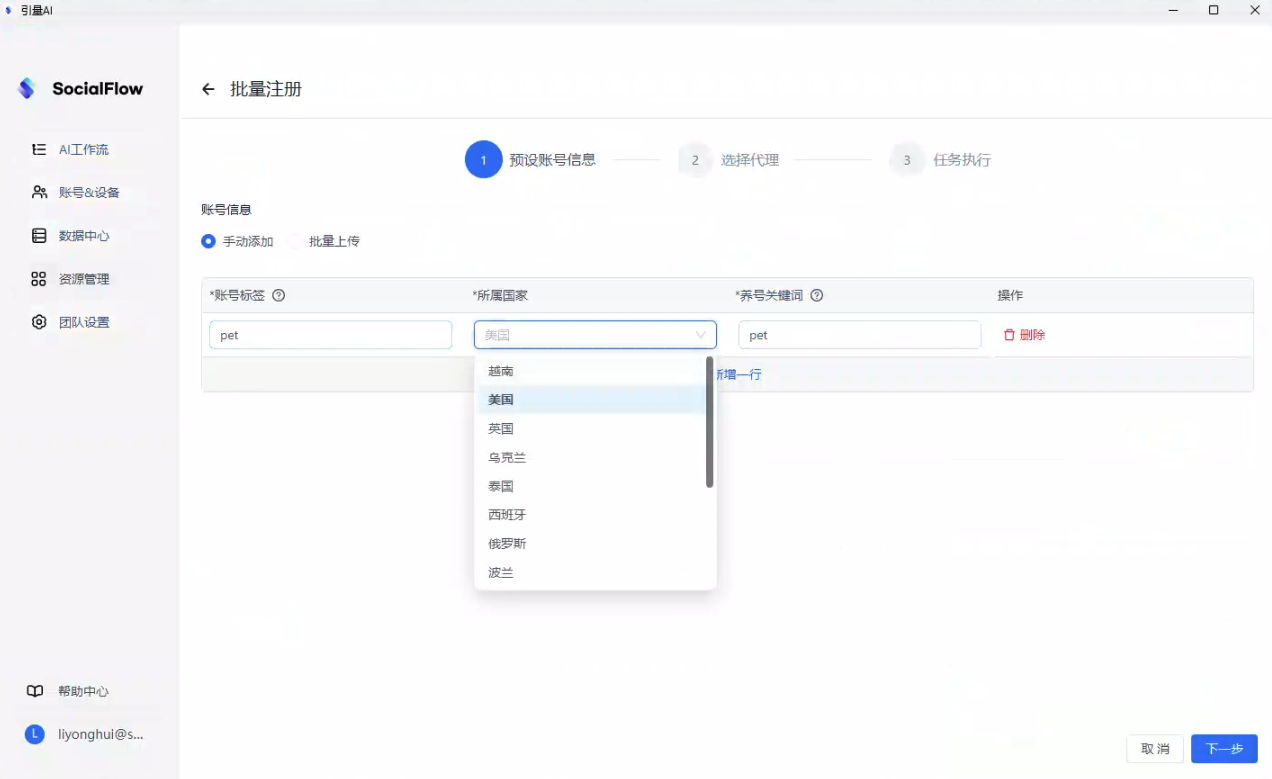 引量AI
SocialFlow
AI工作流
账号&设备
数据中心
资源管理
团队设置
帮助中心
L liyonghui@s...
批量注册
1 预设账号信息 2 选择代理 3 任务执行
账号信息
手动添加 批量上传
*账号标签 *所属国家 *养号关键词 操作
pet 美国 pet 删除
新增一行
越南
美国
英国
乌克兰
泰国
西班牙
俄罗斯
波兰
取消 下一步